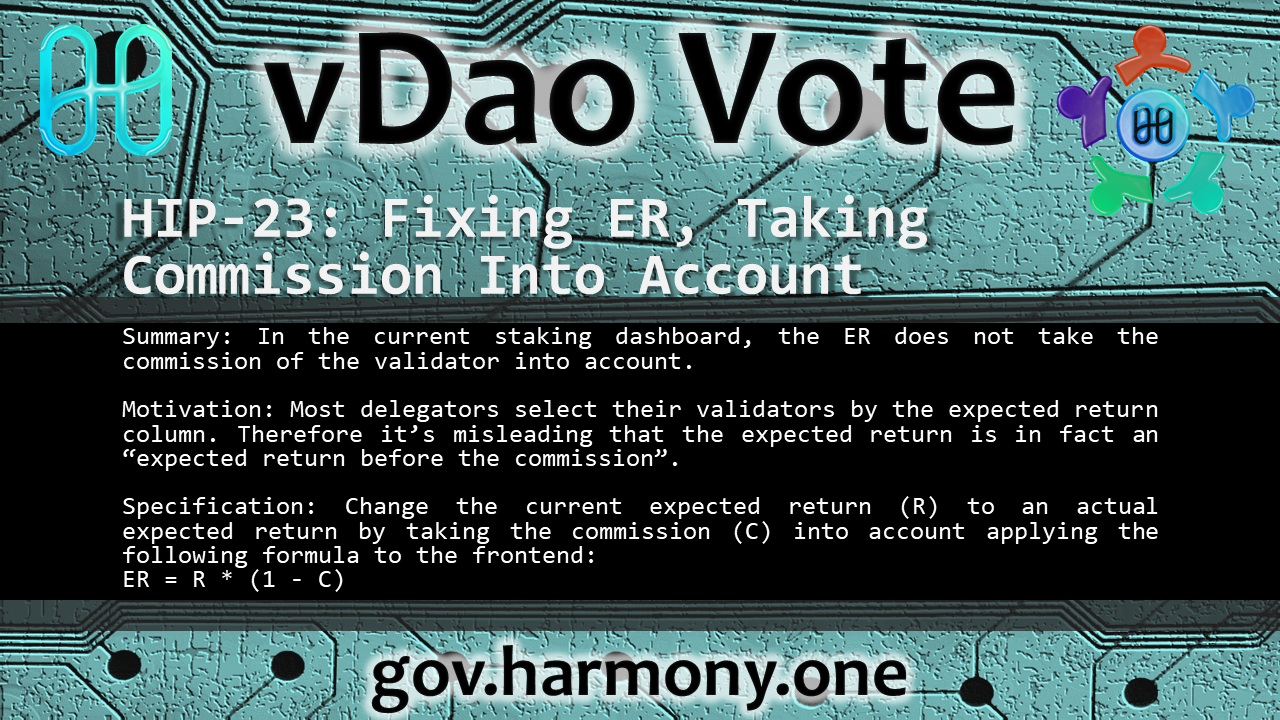 vDao Vote
HIP-23: Fixing ER, Taking
Commission Into Account
Summary: In the current staking dashboard, the ER does not take the
commission of the validator into account.
Motivation: Most delegators select their validators by the expected return
column. Therefore it’s misleading that the expected return is in fact an
“expected return before the commission”.
Specification: Change the current expected return (R) to an actual
expected return by taking the commission (C) into account applying the
following formula to the frontend:
ER = R * (1 - C)
gov.harmony.one